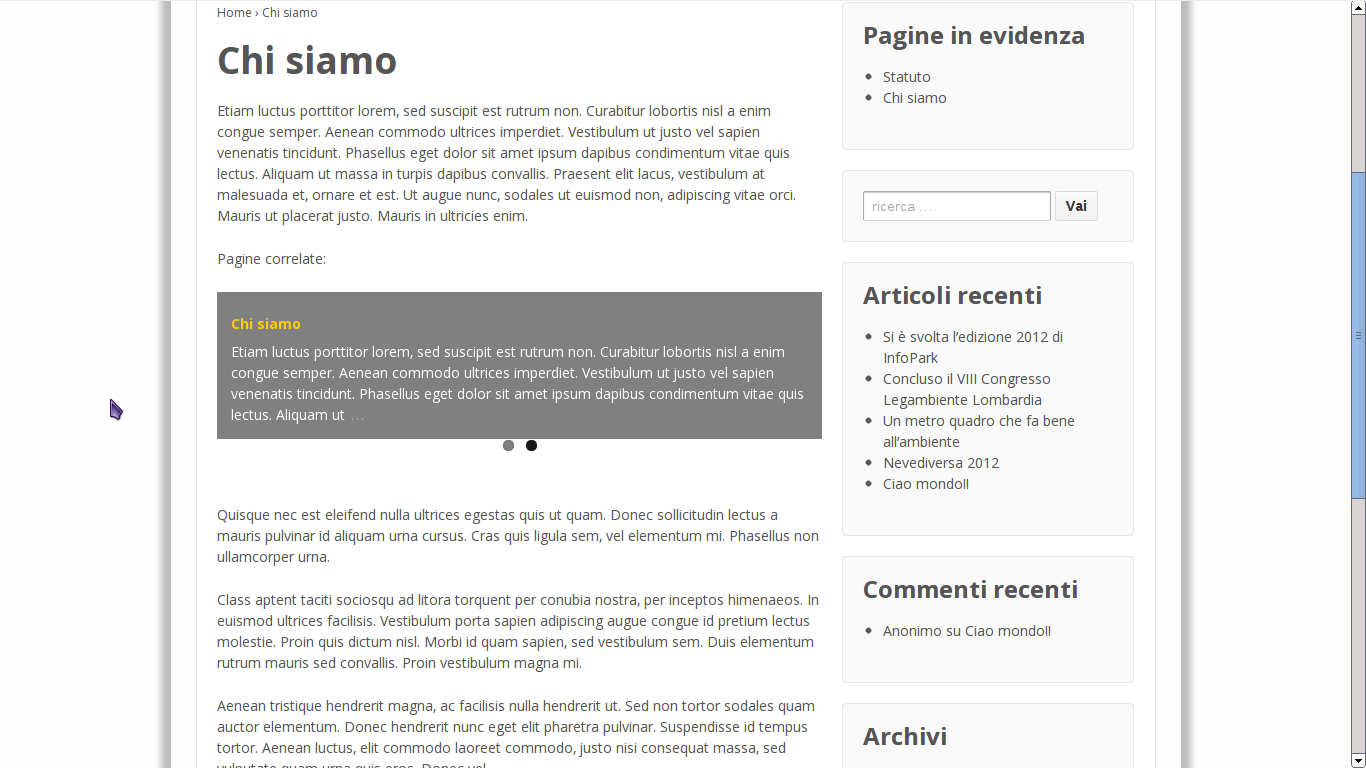 Home › Chi siamo
Chi siamo
Etiam luctus porttitor lorem, sed suscipit est rutrum non. Curabitur lobortis nisl a enim
congue semper. Aenean commodo ultrices imperdiet. Vestibulum ut justo vel sapien
venenatis tincidunt. Phasellus eget dolor sit amet ipsum dapibus condimentum vitae quis
lectus. Aliquam ut massa in turpis dapibus convallis. Praesent elit lacus, vestibulum at
malesuada et, ornare et est. Ut augue nunc, sodales ut euismod non, adipiscing vitae orci.
Mauris ut placerat justo. Mauris in ultricies enim.
Pagine correlate:
Chi siamo
Etiam luctus porttitor lorem, sed suscipit est rutrum non. Curabitur lobortis nisl a enim
congue semper. Aenean commodo ultrices imperdiet. Vestibulum ut justo vel sapien
venenatis tincidunt. Phasellus eget dolor sit amet ipsum dapibus condimentum vitae quis
lectus. Aliquam ut …
Quisque nec est eleifend nulla ultrices egestas quis ut quam. Donec sollicitudin lectus a
mauris pulvinar id aliquam urna cursus. Cras quis ligula sem, vel elementum mi. Phasellus non
ullamcorper urna.
Class aptent taciti sociosqu ad litora torquent per conubia nostra, per inceptos himenaeos. In
euismod ultrices facilisis. Vestibulum porta sapien adipiscing augue congue id pretium lectus
molestie. Proin quis dictum nisl. Morbi id quam sapien, sed vestibulum sem. Duis elementum
rutrum mauris sed convallis. Proin vestibulum magna mi.
Aenean tristique hendrerit magna, ac facilisis nulla hendrerit ut. Sed non tortor sodales quam
auctor elementum. Donec hendrerit nunc eget elit pharetra pulvinar. Suspendisse id tempus
tortor. Aenean luctus, elit commodo laoreet commodo, justo nisi consequat massa, sed
vulputate quam urna quis eros. Donec vel
Pagine in evidenza
Statuto
Chi siamo
ricerca …
Vai
Articoli recenti
Si è svolta l’edizione 2012 di
InfoPark
Concluso il VIII Congresso
Legambiente Lombardia
Un metro quadro che fa bene
all’ambiente
Nevediversa 2012
Ciao mondo!!
Commenti recenti
Anonimo su Ciao mondo!!
Archivi